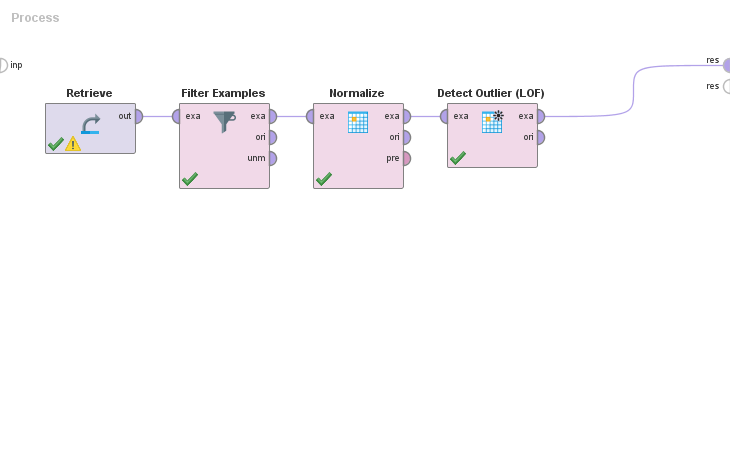 Process
inp
res
res
Retrieve
out
Filter Examples
exa
exa
ori
unm
Normalize
exa
exa
ori
pre
Detect Outlier (LOF)
exa
exa
ori